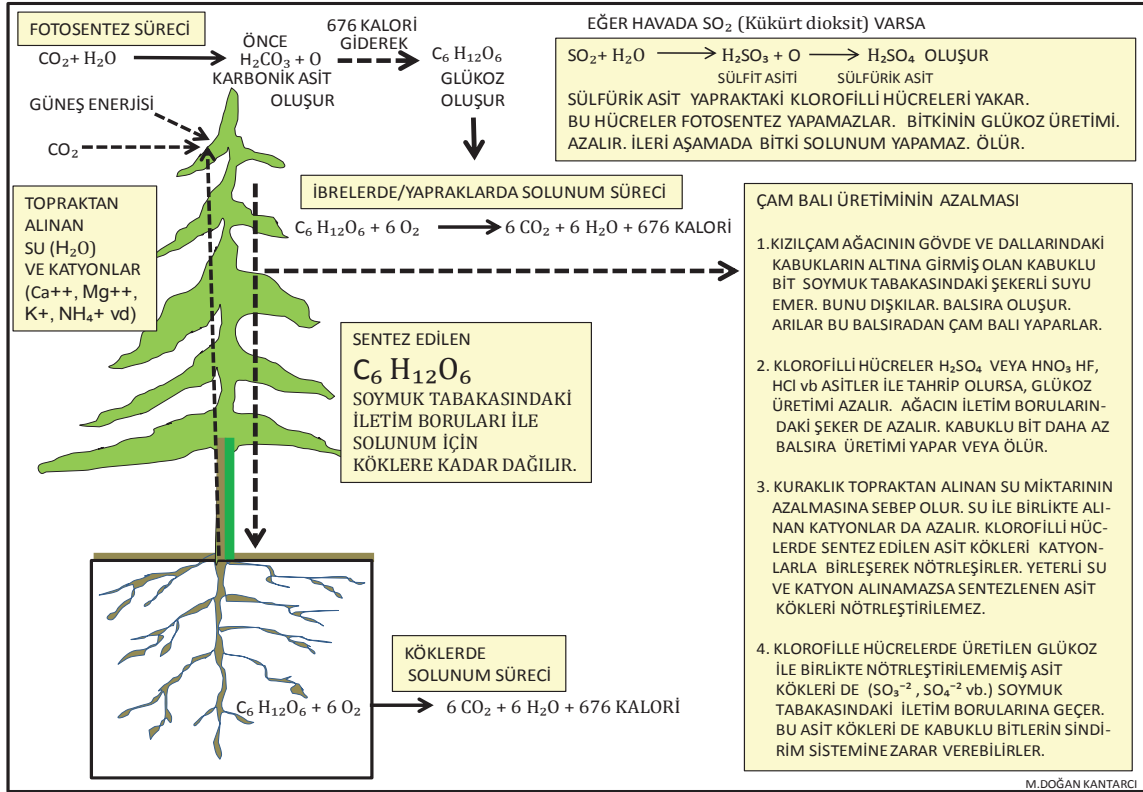 FOTOSENTEZ SÜRECİ
CO₂+ H₂O
ÖNCE
H₂CO₃ + O
KARBONİK ASİT
OLUŞUR
676 KALORİ
GİDEREK
C₆ H₁₂O₆
GLÜKOZ
OLUŞUR
GÜNEŞ ENERJİSİ
CO₂
EĞER HAVADA SO₂ (Kükürt dioksit) VARSA
SO₂+ H₂O H₂SO₃ + O H₂SO₄ OLUŞUR
SÜLFİT ASİTİ SÜLFÜRİK ASİT
SÜLFÜRİK ASİT YAPRAKTAKİ KLOROFİLLİ HÜCRELERİ YAKAR.
BU HÜCRELER FOTOSENTEZ YAPAMAZLAR. BİTKİNİN GLÜKOZ ÜRETİMİ.
AZALIR. İLERİ AŞAMADA BİTKİ SOLUNUM YAPAMAZ. ÖLÜR.
TOPRAKTAN
ALINAN
SU (H₂O)
VE KATYONLAR
(Ca++, Mg++,
K+, NH₄+ vd)
İBRELERDE/YAPRAKLARDA SOLUNUM SÜRECİ
C₆ H₁₂O₆ + 6 O₂ 6 CO₂ + 6 H₂O + 676 KALORİ
SENTEZ EDİLEN
C₆ H₁₂O₆
SOYMUK TABAKASINDAKİ
İLETİM BORULARI İLE
SOLUNUM İÇİN
KÖKLERE KADAR DAĞILIR.
KÖKLERDE
SOLUNUM SÜRECİ
C₆ H₁₂O₆ + 6 O₂ 6 CO₂ + 6 H₂O + 676 KALORİ
ÇAM BALI ÜRETİMİNİN AZALMASI
1.KIZILÇAM AĞACININ GÖVDE VE DALLARINDAKİ
KABUKLARIN ALTINA GİRMİŞ OLAN KABUKLU
BİT SOYMUK TABAKASINDAKİ ŞEKERLİ SUYU
EMER. BUNU DIŞKILAR. BALSIRA OLUŞUR.
ARILAR BU BALSIRADAN ÇAM BALI YAPARLAR.
2. KLOROFİLLİ HÜCRELER H₂SO₄ VEYA HNO₃ HF,
HCl vb ASİTLER İLE TAHRİP OLURSA, GLÜKOZ
ÜRETİMİ AZALIR. AĞACIN İLETİM BORULARIN-
DAKİ ŞEKER DE AZALIR. KABUKLU BİT DAHA AZ
BALSIRA ÜRETİMİ YAPAR VEYA ÖLÜR.
3. KURAKLIK TOPRAKTAN ALINAN SU MİKTARININ
AZALMASINA SEBEP OLUR. SU İLE BİRLİKTE ALI-
NAN KATYONLAR DA AZALIR. KLOROFİLLİ HÜC-
LERDE SENTEZ EDİLEN ASİT KÖKLERİ KATYON-
LARLA BİRLEŞEREK NÖTRLEŞİRLER. YETERLİ SU
VE KATYON ALINAMAZSA SENTEZLENEN ASİT
KÖKLERİ NÖTRLEŞTİRİLEMEZ.
4. KLOROFİLLE HÜCRELERDE ÜRETİLEN GLÜKOZ
İLE BİRLİKTE NÖTRLEŞTİRİLEMEMİŞ ASİT
KÖKLERİ DE (SO₃⁻² , SO₄⁻² vb.) SOYMUK
TABAKASINDAKİ İLETİM BORULARINA GEÇER.
BU ASİT KÖKLERİ DE KABUKLU BİTLERİN SİNDİ-
RİM SİSTEMİNE ZARAR VEREBİLİRLER.
M.DOĞAN KANTARCI